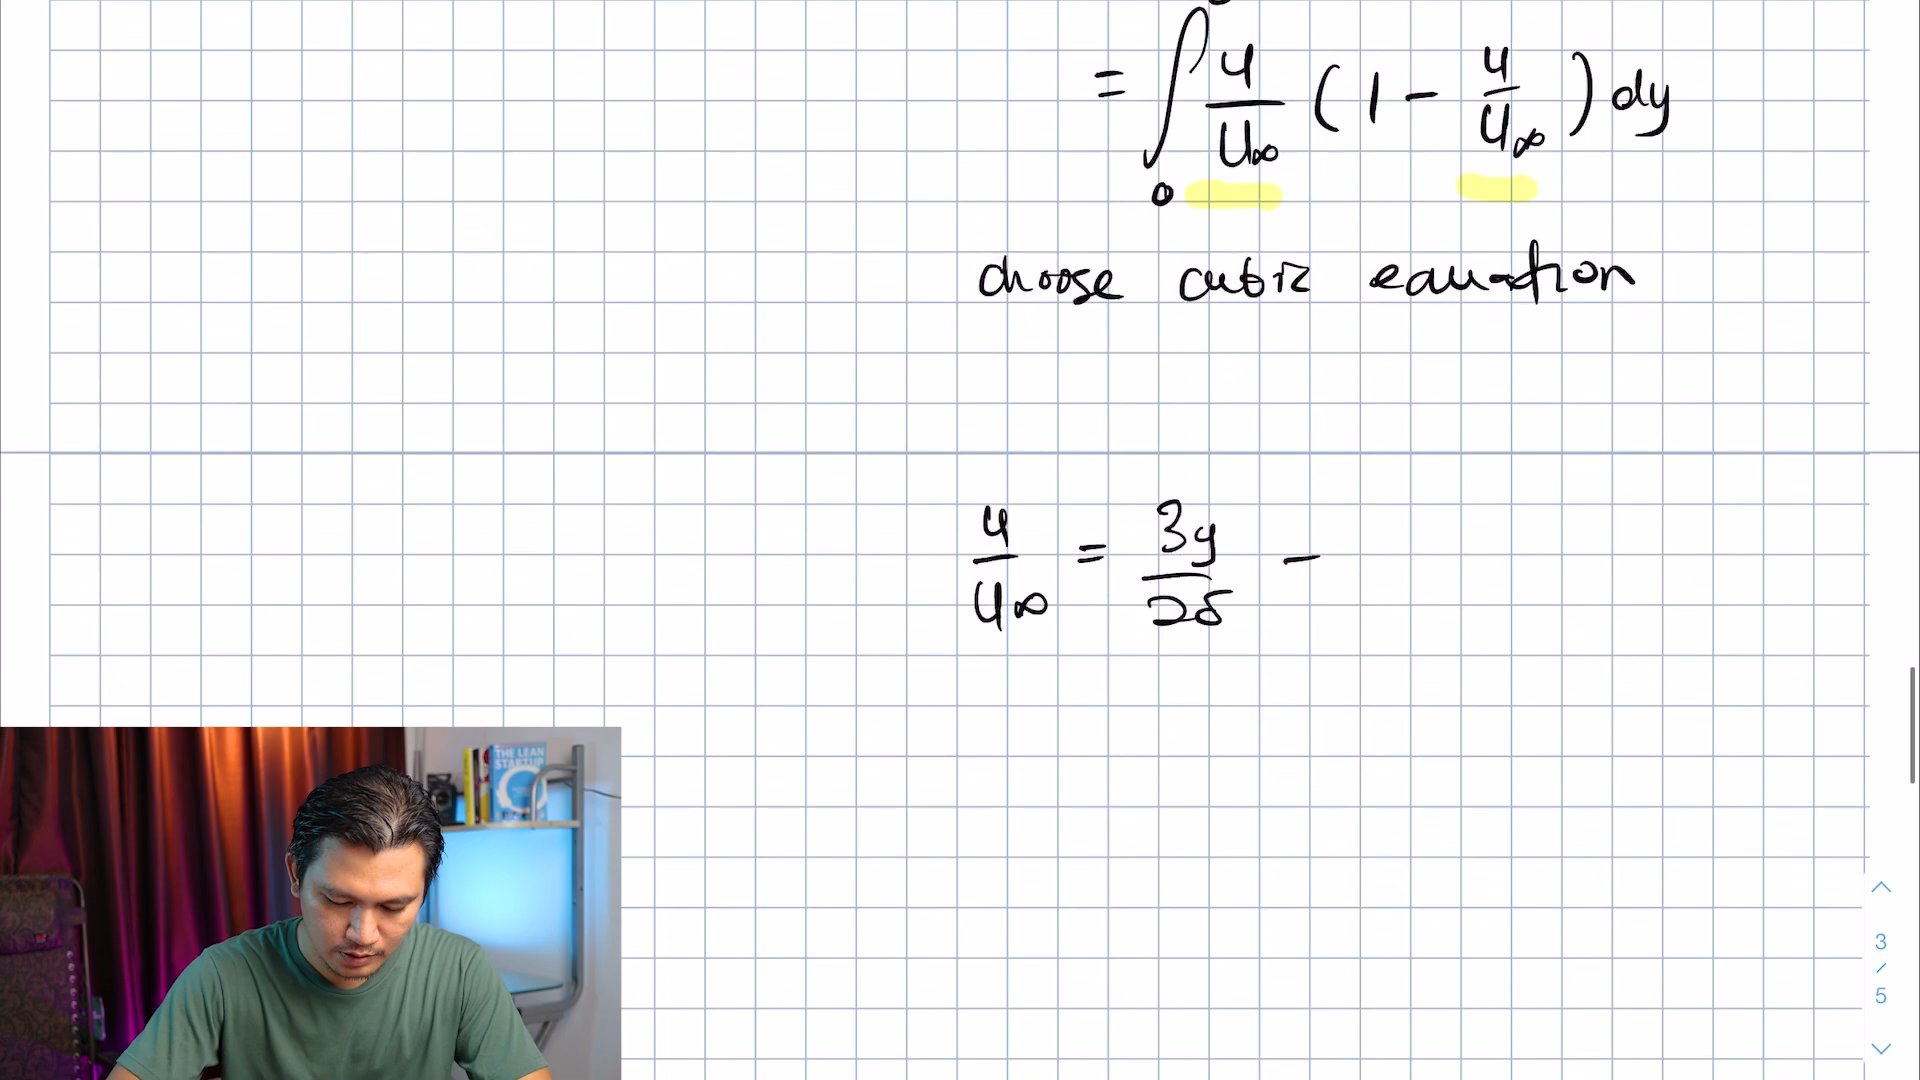 = ∫₀ u/u∞ (1 - u/u∞) dy
choose cubic equation
u/u∞ = 3y/2δ -
THE LEAN
STARTUP
3
/
5